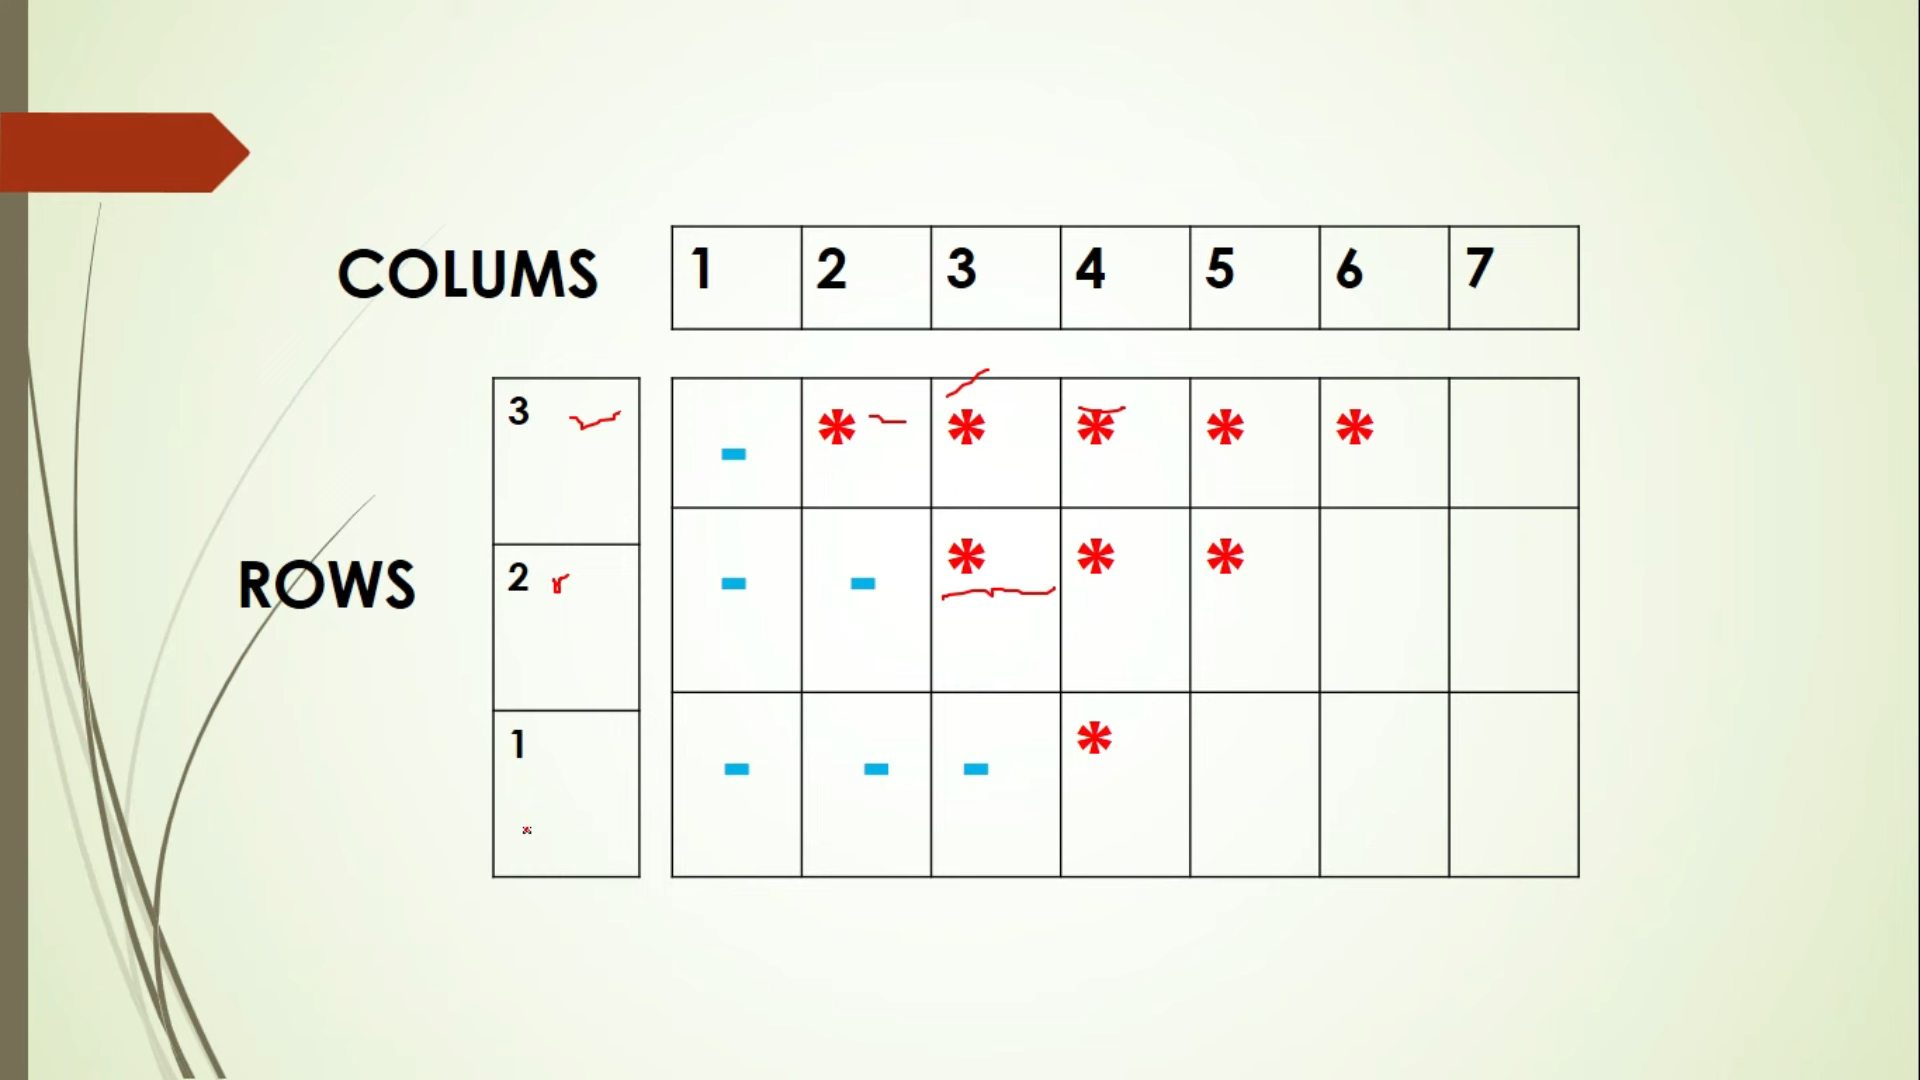 COLUMS 1 2 3 4 5 6 7
3 - * * * * *
ROWS 2 - - * * *
1 - - - *